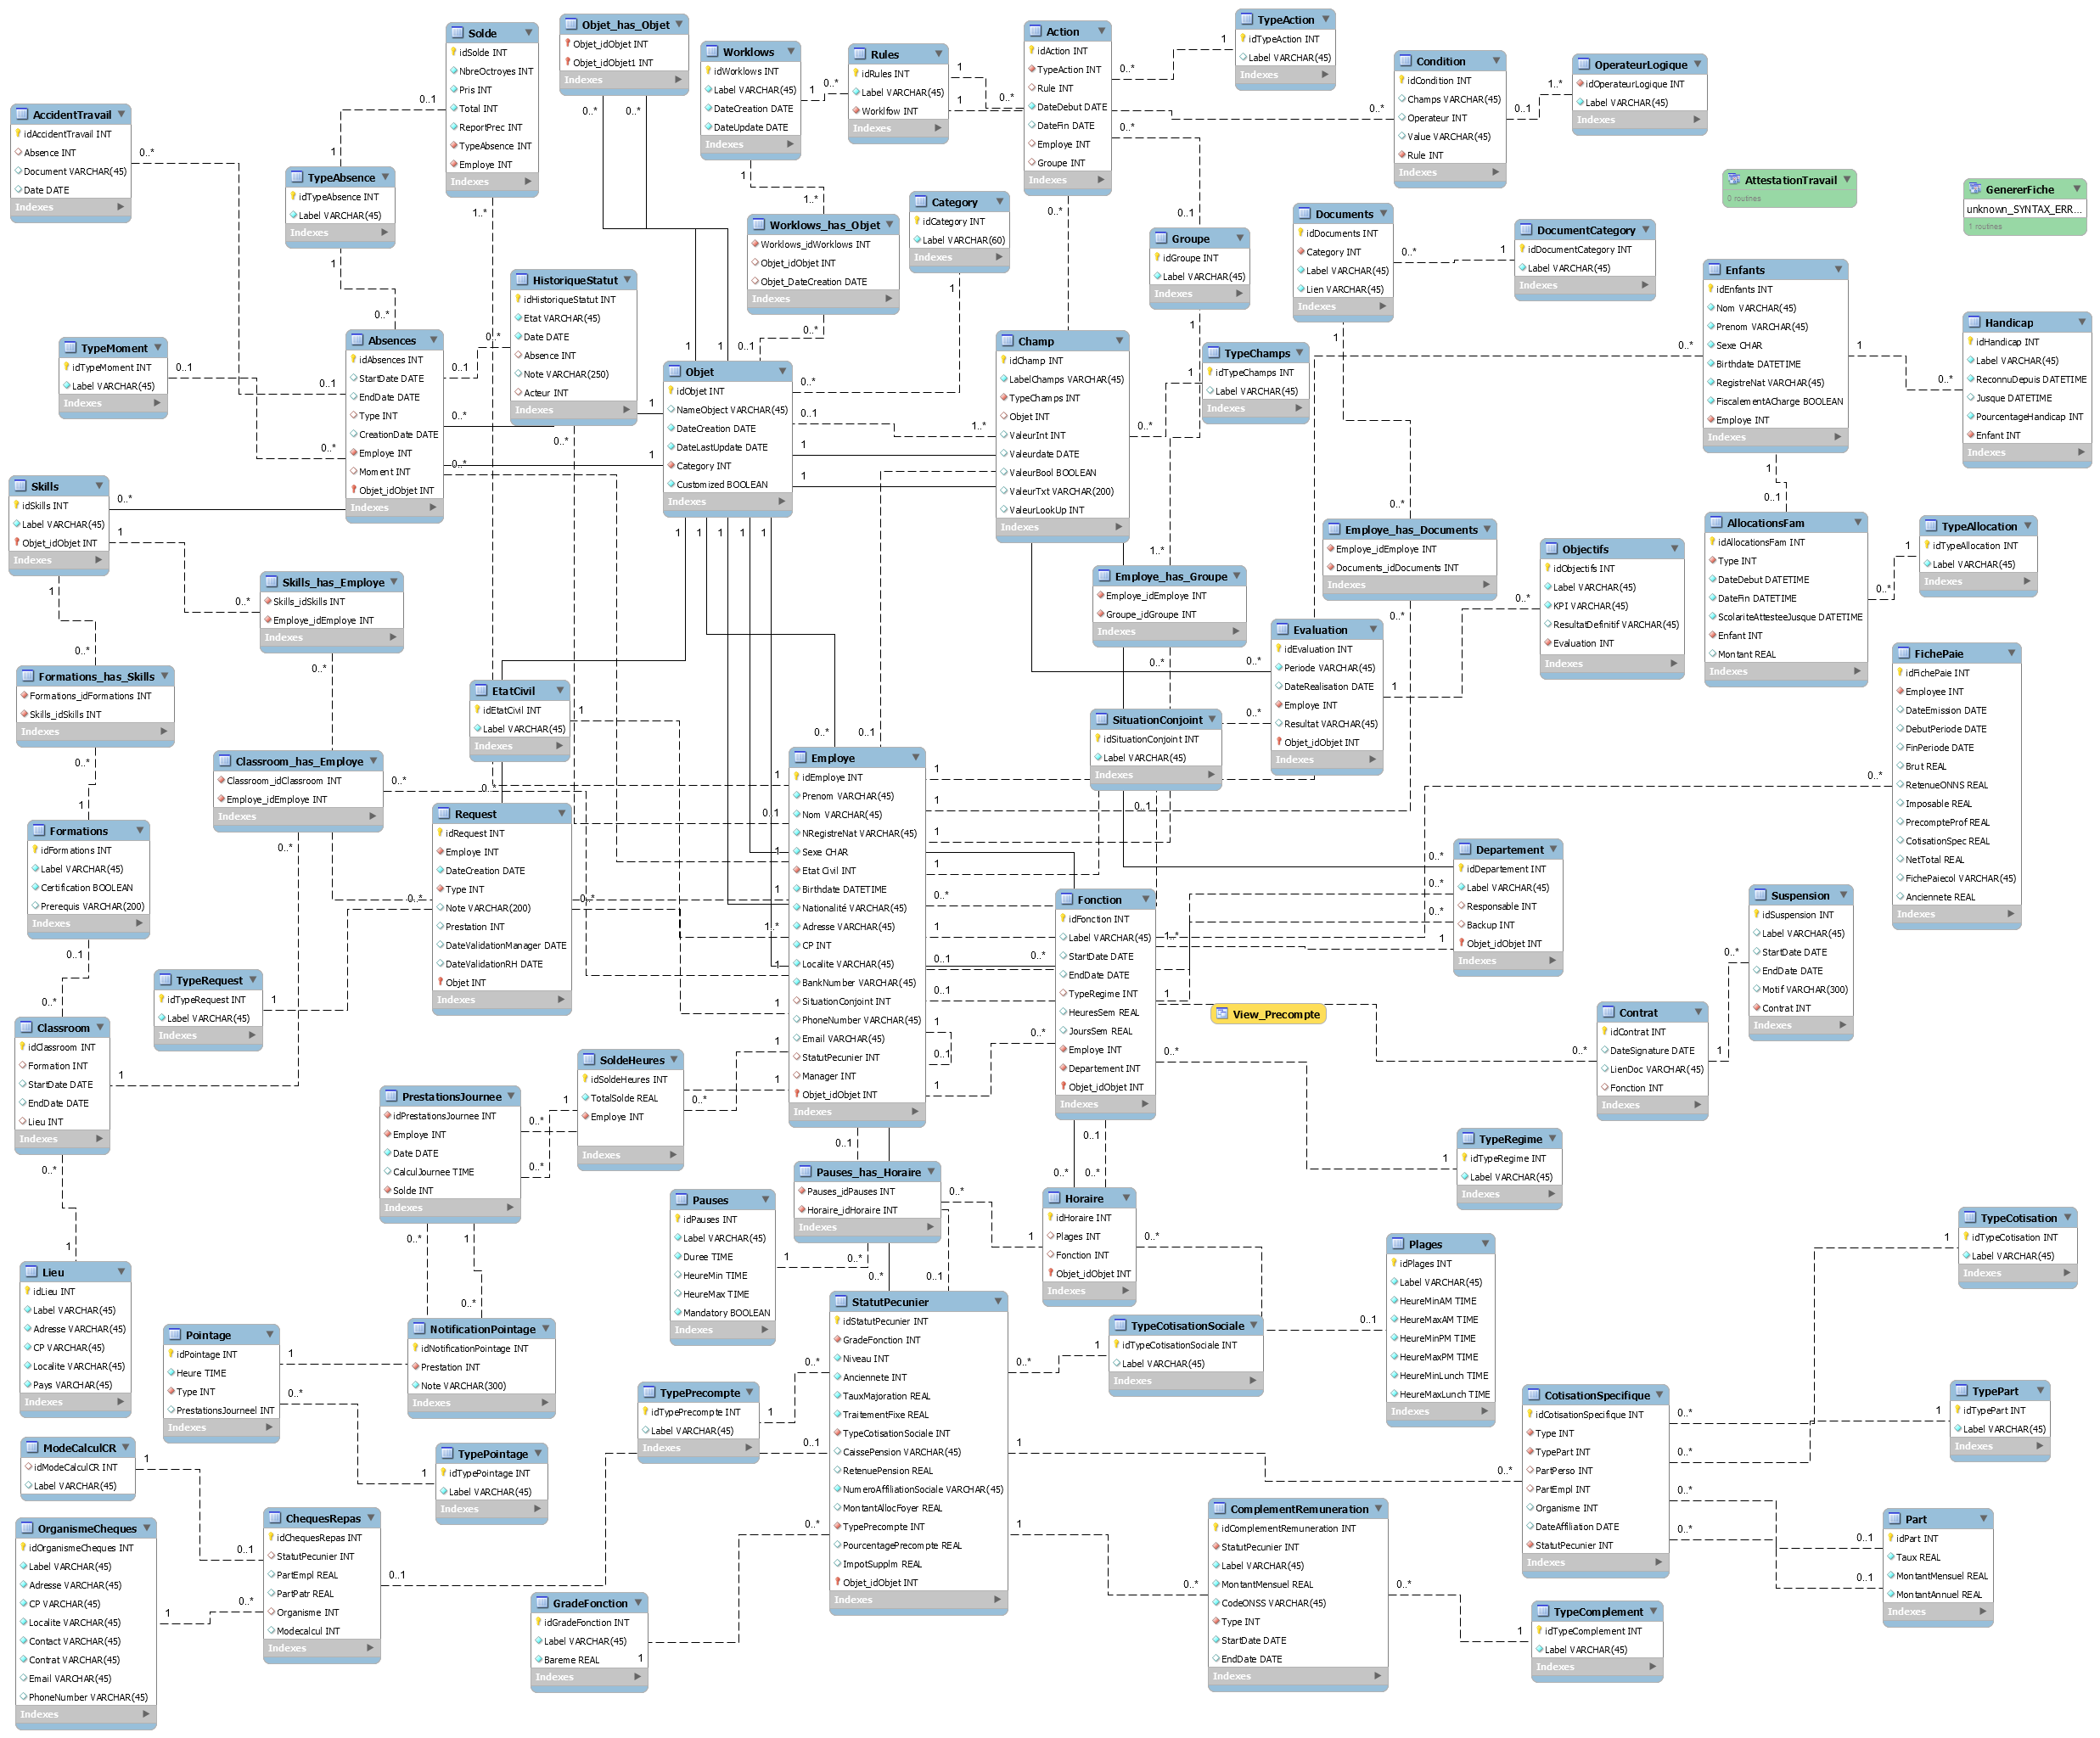 Solde
idSolde INT
NbreOctroyes INT
Pris INT
Total INT
ReportPrec INT
TypeAbsence INT
Employe INT
Indexes
Objet_has_Objet
Objet_idObjet INT
Objet_idObjet1 INT
Indexes
Worklows
idWorklows INT
Label VARCHAR(45)
DateCreation DATE
DateUpdate DATE
Indexes
Rules
idRules INT
Label VARCHAR(45)
Worklfow INT
Indexes
Action
idAction INT
TypeAction INT
Rule INT
DateDebut DATE
DateFin DATE
Employe INT
Groupe INT
Indexes
TypeAction
idTypeAction INT
Label VARCHAR(45)
Indexes
Condition
idCondition INT
Champs VARCHAR(45)
Operateur INT
Value VARCHAR(45)
Rule INT
Indexes
OperateurLogique
idOperateurLogique INT
Label VARCHAR(45)
Indexes
AccidentTravail
idAccidentTravail INT
Absence INT
Document VARCHAR(45)
Date DATE
Indexes
TypeAbsence
idTypeAbsence INT
Label VARCHAR(45)
Indexes
AttestationTravail
0 routines
GenererFiche
unknown_SYNTAX_ERR...
1 routines
Category
idCategory INT
Label VARCHAR(60)
Indexes
Worklows_has_Objet
Worklows_idWorklows INT
Objet_idObjet INT
Objet_DateCreation DATE
Indexes
Groupe
idGroupe INT
Label VARCHAR(45)
Indexes
Documents
idDocuments INT
Category INT
Label VARCHAR(45)
Lien VARCHAR(45)
Indexes
DocumentCategory
idDocumentCategory INT
Label VARCHAR(45)
Indexes
Enfants
idEnfants INT
Nom VARCHAR(45)
Prenom VARCHAR(45)
Sexe CHAR
Birthdate DATETIME
RegistreNat VARCHAR(45)
FiscalementACharge BOOLEAN
Employe INT
Indexes
Handicap
idHandicap INT
Label VARCHAR(45)
ReconnuDepuis DATETIME
Jusque DATETIME
PourcentageHandicap INT
Enfant INT
Indexes
HistoriqueStatut
idHistoriqueStatut INT
Etat VARCHAR(45)
Date DATE
Absence INT
Note VARCHAR(250)
Acteur INT
Indexes
TypeMoment
idTypeMoment INT
Label VARCHAR(45)
Indexes
Absences
idAbsences INT
StartDate DATE
EndDate DATE
Type INT
CreationDate DATE
Employe INT
Moment INT
Objet_idObjet INT
Indexes
Objet
idObjet INT
NameObject VARCHAR(45)
DateCreation DATE
DateLastUpdate DATE
Category INT
Customized BOOLEAN
Indexes
Champ
idChamp INT
LabelChamps VARCHAR(45)
TypeChamps INT
Objet INT
ValeurInt INT
Valeurdate DATE
ValeurBool BOOLEAN
ValeurTxt VARCHAR(200)
ValeurLookUp INT
Indexes
TypeChamps
idTypeChamps INT
Label VARCHAR(45)
Indexes
Skills
idSkills INT
Label VARCHAR(45)
Objet_idObjet INT
Indexes
Skills_has_Employe
Skills_idSkills INT
Employe_idEmploye INT
Indexes
Employe_has_Groupe
Employe_idEmploye INT
Groupe_idGroupe INT
Indexes
Employe_has_Documents
Employe_idEmploye INT
Documents_idDocuments INT
Indexes
Objectifs
idObjectifs INT
Label VARCHAR(45)
KPI VARCHAR(45)
ResultatDefinitif VARCHAR(45)
Evaluation INT
Indexes
AllocationsFam
idAllocationsFam INT
Type INT
DateDebut DATETIME
DateFin DATETIME
ScolariteAttesteeJusque DATETIME
Enfant INT
Montant REAL
Indexes
TypeAllocation
idTypeAllocation INT
Label VARCHAR(45)
Indexes
Formations_has_Skills
Formations_idFormations INT
Skills_idSkills INT
Indexes
EtatCivil
idEtatCivil INT
Label VARCHAR(45)
Indexes
Evaluation
idEvaluation INT
Periode VARCHAR(45)
DateRealisation DATE
Employe INT
Resultat VARCHAR(45)
Objet_idObjet INT
Indexes
SituationConjoint
idSituationConjoint INT
Label VARCHAR(45)
Indexes
FichePaie
idFichePaie INT
Employee INT
DateEmission DATE
DebutPeriode DATE
FinPeriode DATE
Brut REAL
RetenueONNS REAL
Imposable REAL
PrecompteProf REAL
CotisationSpec REAL
NetTotal REAL
FichePaiecol VARCHAR(45)
Anciennete REAL
Indexes
Classroom_has_Employe
Classroom_idClassroom INT
Employe_idEmploye INT
Indexes
Employe
idEmploye INT
Prenom VARCHAR(45)
Nom VARCHAR(45)
NRegistreNat VARCHAR(45)
Sexe CHAR
Etat Civil INT
Birthdate DATETIME
Nationalité VARCHAR(45)
Adresse VARCHAR(45)
CP INT
Localite VARCHAR(45)
BankNumber VARCHAR(45)
SituationConjoint INT
PhoneNumber VARCHAR(45)
Email VARCHAR(45)
StatutPecunier INT
Manager INT
Objet_idObjet INT
Indexes
Formations
idFormations INT
Label VARCHAR(45)
Certification BOOLEAN
Prerequis VARCHAR(200)
Indexes
Request
idRequest INT
Employe INT
DateCreation DATE
Type INT
Note VARCHAR(200)
Prestation INT
DateValidationManager DATE
DateValidationRH DATE
Objet INT
Indexes
Departement
idDepartement INT
Label VARCHAR(45)
Responsable INT
Backup INT
Objet_idObjet INT
Indexes
Fonction
idFonction INT
Label VARCHAR(45)
StartDate DATE
EndDate DATE
TypeRegime INT
HeuresSem REAL
JoursSem REAL
Employe INT
Departement INT
Objet_idObjet INT
Indexes
Suspension
idSuspension INT
Label VARCHAR(45)
StartDate DATE
EndDate DATE
Motif VARCHAR(300)
Contrat INT
Indexes
TypeRequest
idTypeRequest INT
Label VARCHAR(45)
Indexes
View_Precompte
Contrat
idContrat INT
DateSignature DATE
LienDoc VARCHAR(45)
Fonction INT
Indexes
Classroom
idClassroom INT
Formation INT
StartDate DATE
EndDate DATE
Lieu INT
Indexes
SoldeHeures
idSoldeHeures INT
TotalSolde REAL
Employe INT
Indexes
PrestationsJournee
idPrestationsJournee INT
Employe INT
Date DATE
CalculJournee TIME
Solde INT
Indexes
TypeRegime
idTypeRegime INT
Label VARCHAR(45)
Indexes
Pauses_has_Horaire
Pauses_idPauses INT
Horaire_idHoraire INT
Indexes
Pauses
idPauses INT
Label VARCHAR(45)
Duree TIME
HeureMin TIME
HeureMax TIME
Mandatory BOOLEAN
Indexes
Horaire
idHoraire INT
Plages INT
Fonction INT
Objet_idObjet INT
Indexes
Plages
idPlages INT
Label VARCHAR(45)
HeureMinAM TIME
HeureMaxAM TIME
HeureMinPM TIME
HeureMaxPM TIME
HeureMinLunch TIME
HeureMaxLunch TIME
Indexes
TypeCotisation
idTypeCotisation INT
Label VARCHAR(45)
Indexes
Lieu
idLieu INT
Label VARCHAR(45)
Adresse VARCHAR(45)
CP VARCHAR(45)
Localite VARCHAR(45)
Pays VARCHAR(45)
Indexes
Pointage
idPointage INT
Heure TIME
Type INT
PrestationsJourneel INT
Indexes
NotificationPointage
idNotificationPointage INT
Prestation INT
Note VARCHAR(300)
Indexes
StatutPecunier
idStatutPecunier INT
GradeFonction INT
Niveau INT
Anciennete INT
TauxMajoration REAL
TraitementFixe REAL
TypeCotisationSociale INT
CaissePension VARCHAR(45)
RetenuePension REAL
NumeroAffiliationSociale VARCHAR(45)
MontantAllocFoyer REAL
TypePrecompte INT
PourcentagePrecompte REAL
ImpotSupplm REAL
Objet_idObjet INT
Indexes
TypeCotisationSociale
idTypeCotisationSociale INT
Label VARCHAR(45)
Indexes
TypePrecompte
idTypePrecompte INT
Label VARCHAR(45)
Indexes
CotisationSpecifique
idCotisationSpecifique INT
Type INT
TypePart INT
PartPerso INT
PartEmpl INT
Organisme INT
DateAffiliation DATE
StatutPecunier INT
Indexes
TypePart
idTypePart INT
Label VARCHAR(45)
Indexes
ModeCalculCR
idModeCalculCR INT
Label VARCHAR(45)
Indexes
TypePointage
idTypePointage INT
Label VARCHAR(45)
Indexes
OrganismeCheques
idOrganismeCheques INT
Label VARCHAR(45)
Adresse VARCHAR(45)
CP VARCHAR(45)
Localite VARCHAR(45)
Contact VARCHAR(45)
Contrat VARCHAR(45)
Email VARCHAR(45)
PhoneNumber VARCHAR(45)
Indexes
ChequesRepas
idChequesRepas INT
StatutPecunier INT
PartEmpl REAL
PartPatr REAL
Organisme INT
Modecalcul INT
Indexes
GradeFonction
idGradeFonction INT
Label VARCHAR(45)
Bareme REAL
Indexes
ComplementRemuneration
idComplementRemuneration INT
StatutPecunier INT
Label VARCHAR(45)
MontantMensuel REAL
CodeONSS VARCHAR(45)
Type INT
StartDate DATE
EndDate DATE
Indexes
Part
idPart INT
Taux REAL
MontantMensuel REAL
MontantAnnuel REAL
Indexes
TypeComplement
idTypeComplement INT
Label VARCHAR(45)
Indexes